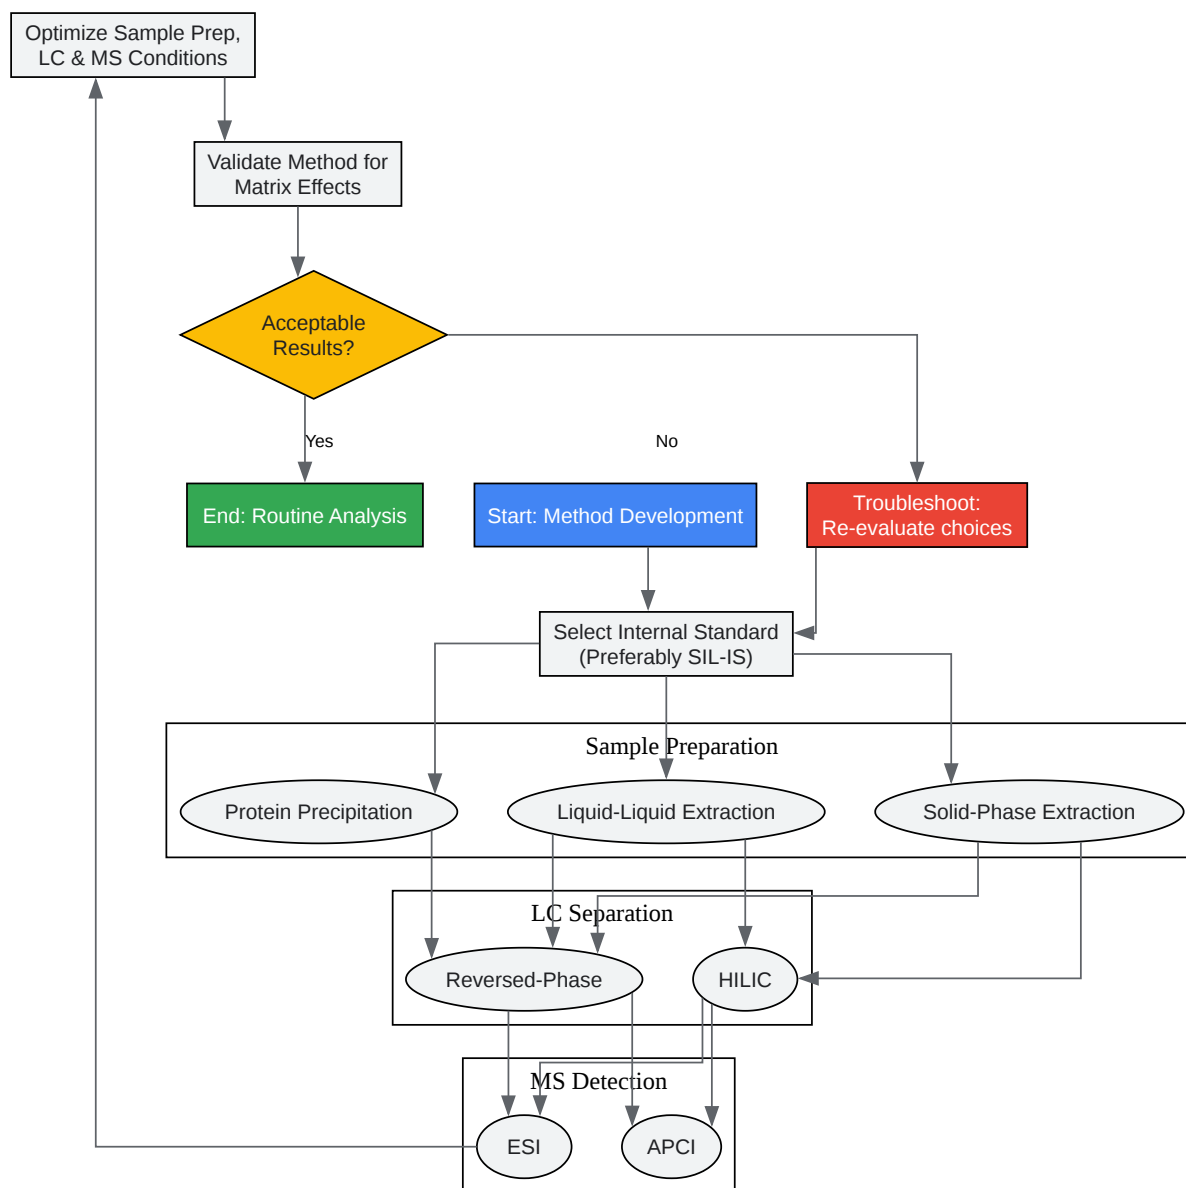 Optimize Sample Prep,
LC & MS Conditions
Validate Method for
Matrix Effects
Acceptable
Results?
Yes
No
End: Routine Analysis
Start: Method Development
Troubleshoot:
Re-evaluate choices
Select Internal Standard
(Preferably SIL-IS)
Sample Preparation
Protein Precipitation
Liquid-Liquid Extraction
Solid-Phase Extraction
LC Separation
Reversed-Phase
HILIC
MS Detection
ESI
APCI